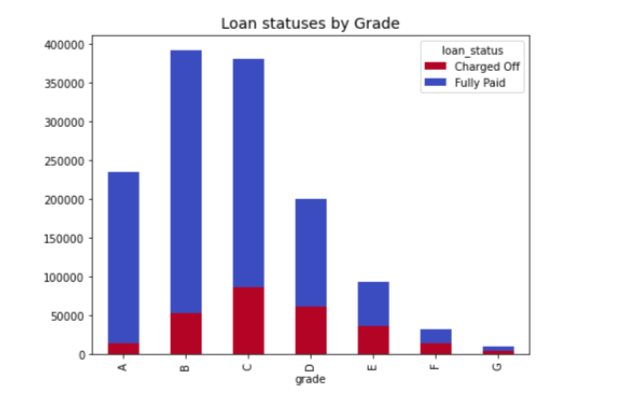 Loan statuses by Grade
loan_status
Charged Off
Fully Paid
400000
350000
300000
250000
200000
150000
100000
50000
0
A
B
C
D
E
F
G
grade